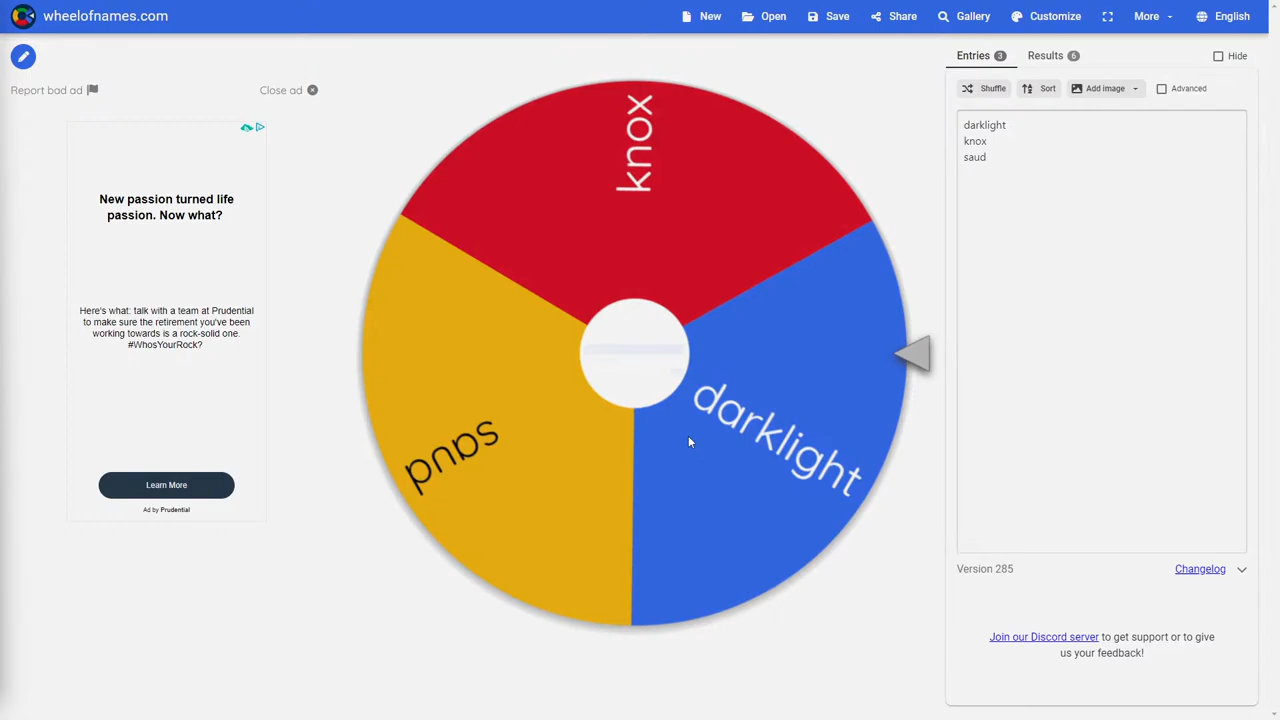 wheelofnames.com
New
Open
Save
Share
Gallery
Customize
More
English
Report bad ad
Close ad
New passion turned life
passion. Now what?
Here's what: talk with a team at Prudential
to make sure the retirement you've been
working towards is a rock-solid one.
#WhosYourRock?
Learn More
Ad by Prudential
knox
darklight
saud
Entries 3
Results 6
Hide
Shuffle
Sort
Add image
Advanced
darklight
knox
saud
Version 285
Changelog
Join our Discord server to get support or to give
us your feedback!